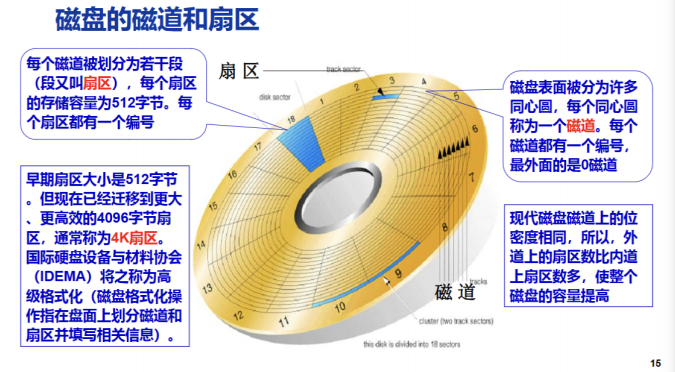 磁盘的磁道和扇区
每个磁道被划分为若干段
(段又叫扇区),每个扇区
的存储容量为512字节。每
个扇区都有一个编号
早期扇区大小是512字节
。但现在已经迁移到更大
、更高效的4096字节扇
区,通常称为4K扇区。
国际硬盘设备与材料协会
(IDEMA)将之称为高
级格式化(磁盘格式化操
作指在盘面上划分磁道和
扇区并填写相关信息)。
扇 区
track sector
disk sector
1
2
3
4
5
6
7
8
9
10
11
12
13
14
15
16
17
18
磁 道
tracks
cluster (two track sectors)
this disk is divided into 18 sectors
磁盘表面被分为许多
同心圆,每个同心圆
称为一个磁道。每个
磁道都有一个编号,
最外面的是0磁道
现代磁盘磁道上的位
密度相同,所以,外
道上的扇区数比内道
上扇区数多,使整个
磁盘的容量提高
15